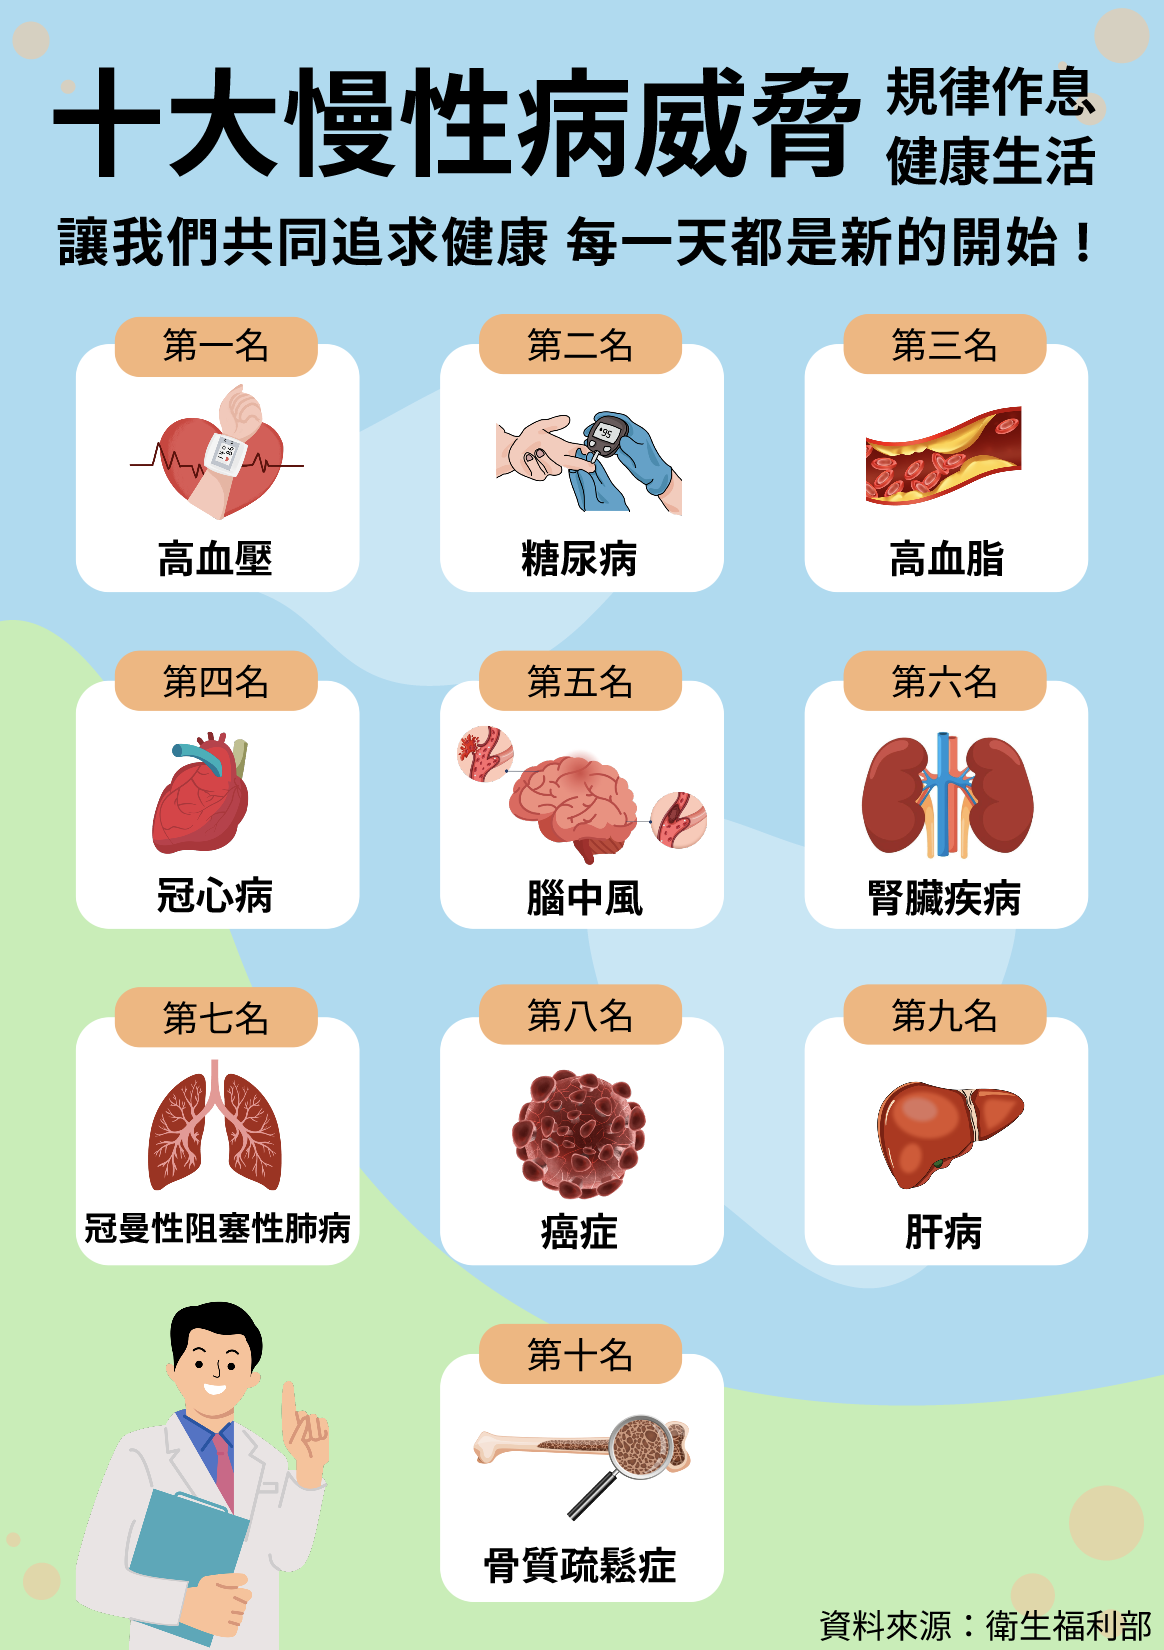 十大慢性病威脅
規律作息
健康生活
讓我們共同追求健康 每一天都是新的開始！
第一名
高血壓
第二名
95
糖尿病
第三名
高血脂
第四名
冠心病
第五名
腦中風
第六名
腎臟疾病
第七名
冠曼性阻塞性肺病
第八名
癌症
第九名
肝病
第十名
骨質疏鬆症
資料來源：衛生福利部